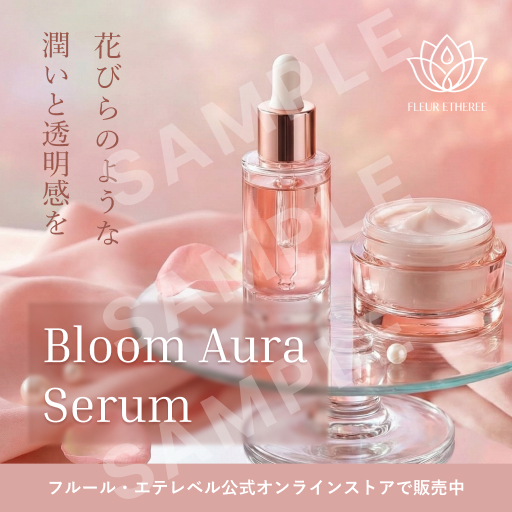 花びらのような
潤いと透明感を
FLEUR ETHEREE
SAMPLE
SAMPLE
SAMPLE
Bloom Aura
Serum
フルール・エテレベル公式オンラインストアで販売中